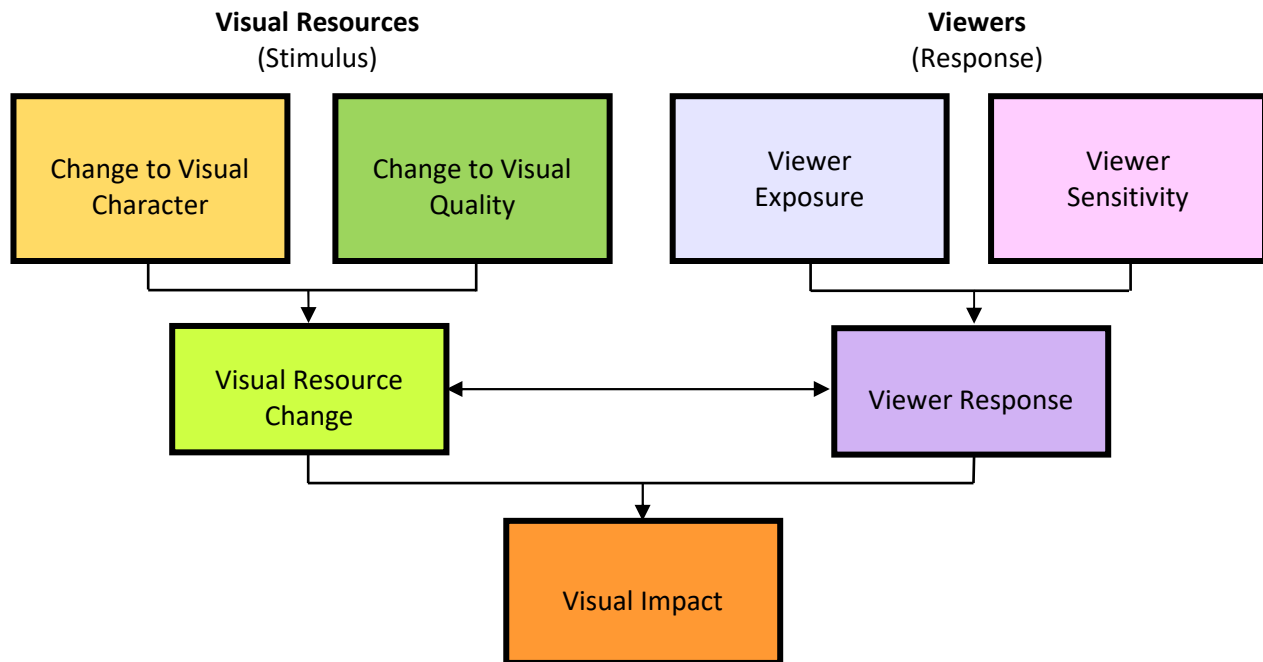 Visual Resources
(Stimulus)
Viewers
(Response)
Change to Visual
Character
Change to Visual
Quality
Viewer
Exposure
Viewer
Sensitivity
Visual Resource
Change
Viewer Response
Visual Impact